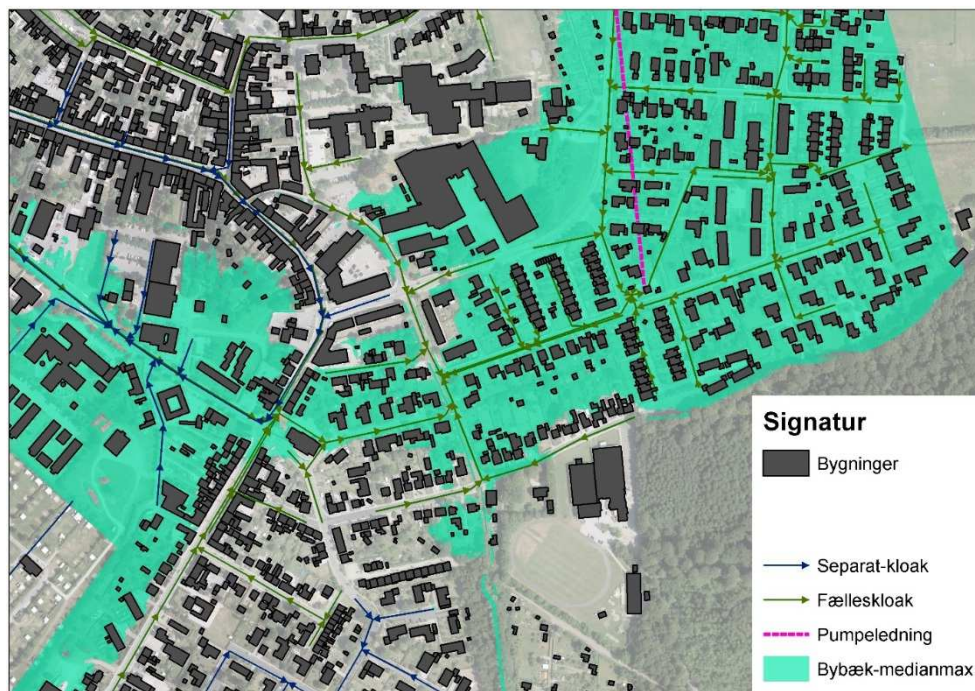 Signatur
Bygninger
Separat-kloak
Fælleskloak
Pumpeledning
Bybæk-medianmax